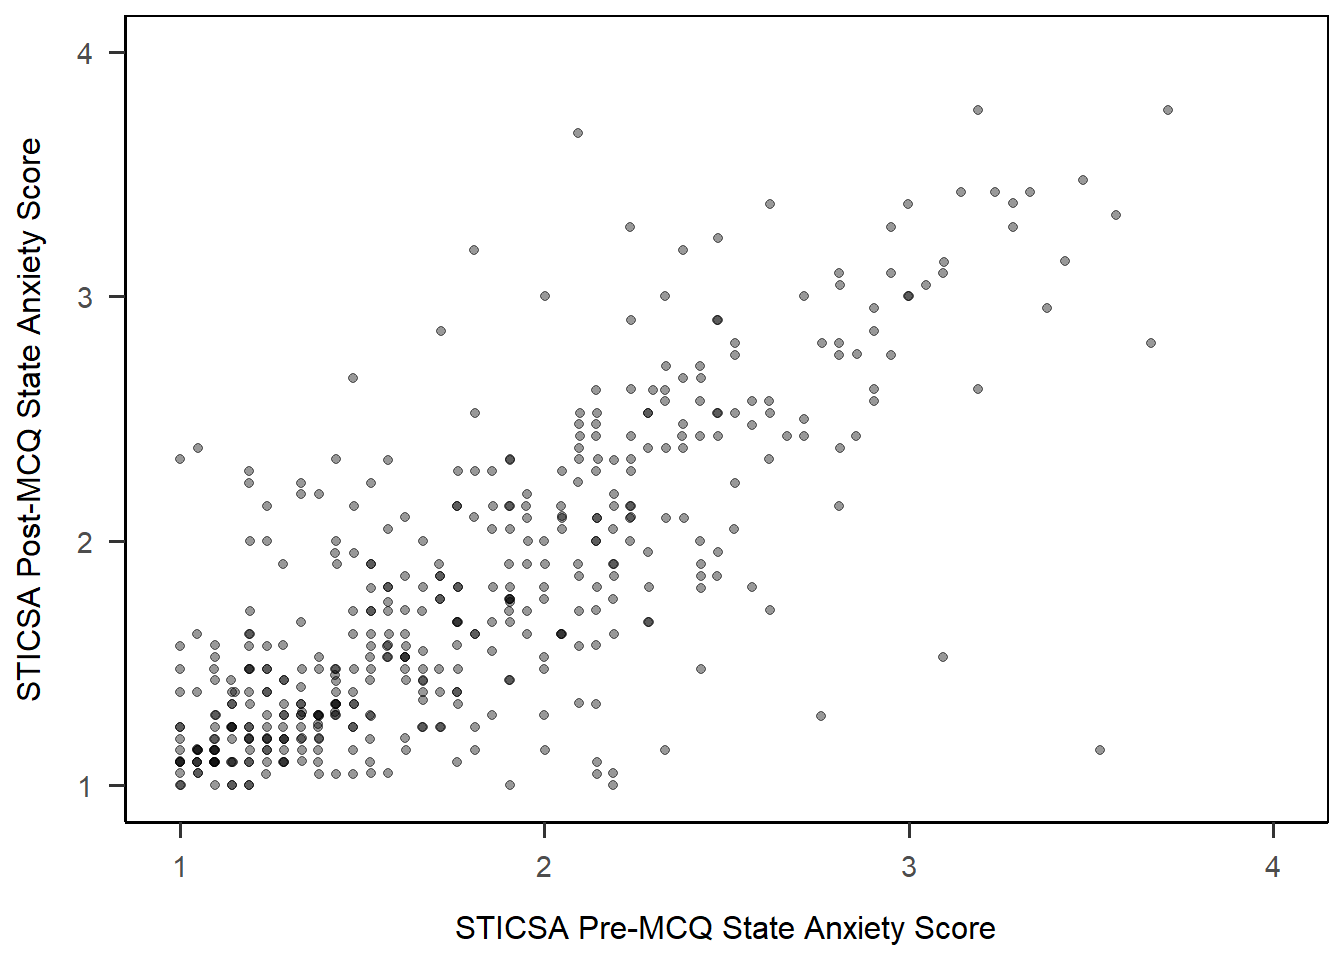 STICSA Post-MCQ State Anxiety Score
4
3
2
1
1 2 3 4
STICSA Pre-MCQ State Anxiety Score